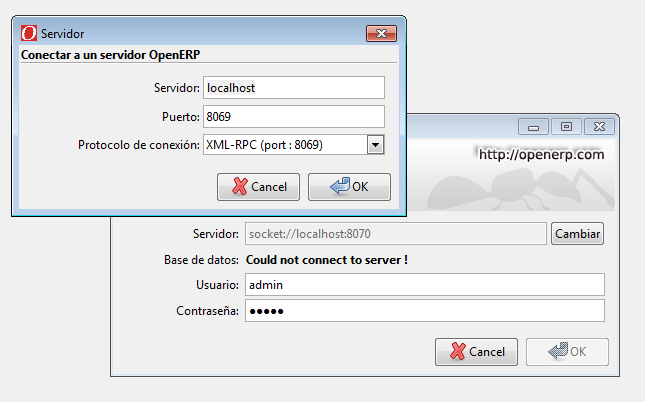 Servidor
Conectar a un servidor OpenERP
Servidor: localhost
Puerto: 8069
Protocolo de conexión: XML-RPC (port : 8069)
Cancel OK
http://openerp.com
Servidor: socket://localhost:8070 Cambiar
Base de datos: Could not connect to server !
Usuario: admin
Contraseña: ●●●●●
Cancel OK